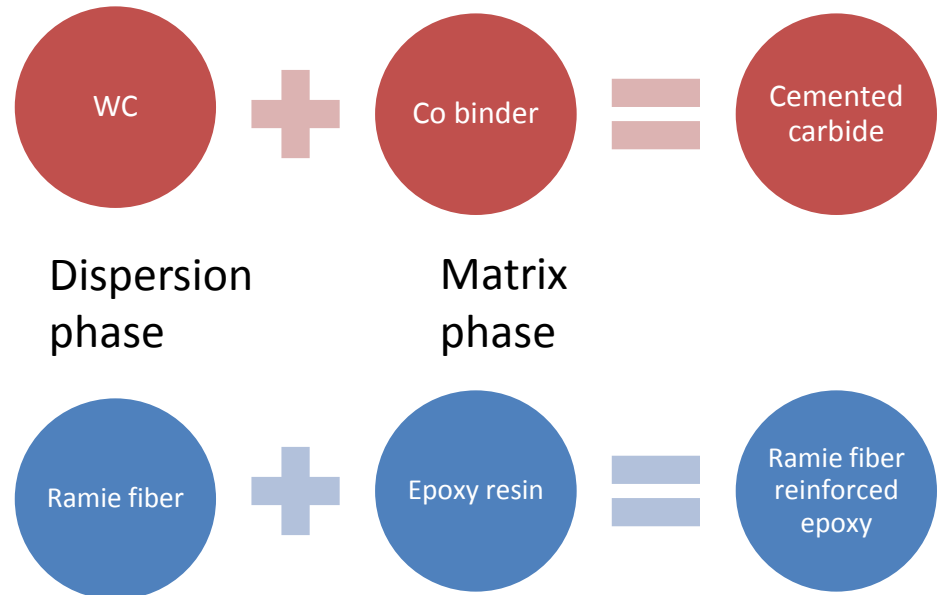 WC
Co binder
Cemented
carbide
Dispersion
phase
Matrix
phase
Ramie fiber
Epoxy resin
Ramie fiber
reinforced
epoxy